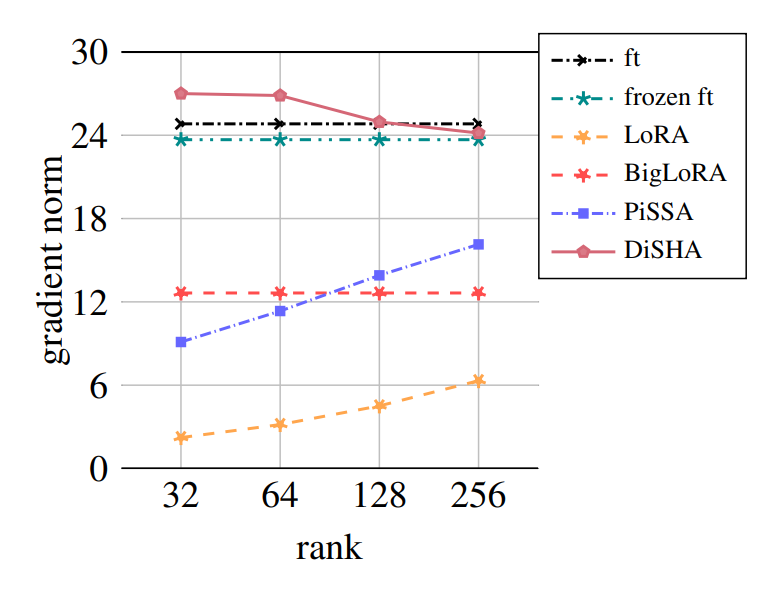 30
24
18
12
6
0
gradient norm
32 64 128 256
rank
ft
frozen ft
LoRA
BigLoRA
PiSSA
DiSHA